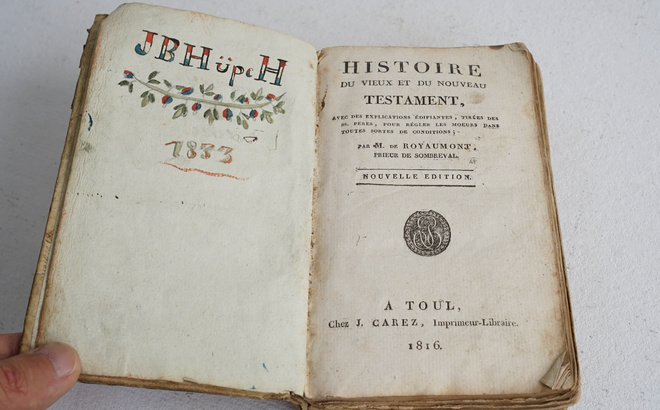 JBHüpcH
1833
HISTOIRE
DU VIEUX ET DU NOUVEAU
TESTAMENT,
AVEC DES EXPLICATIONS ÉDIFIANTES, TIRÉES DES
SS. PERES, POUR RÉGLER LES MOEURS DANS
TOUTES SORTES DE CONDITIONS;
PAR M. DE ROYAUMONT,
PRIEUR DE SOMBREVAL.
NOUVELLE EDITION.
A TOUL,
Chez J. CAREZ, Imprimeur-Libraire.
1816.